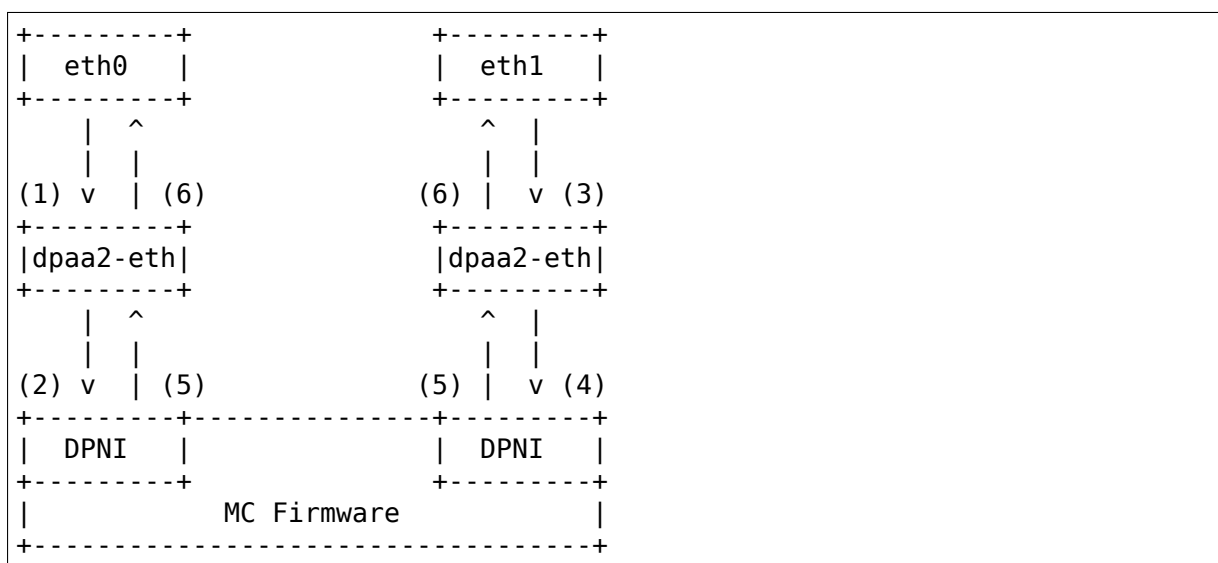 +---------+               +---------+
|  eth0   |               |  eth1   |
+---------+               +---------+
    |  ^                     ^  |
    |  |                     |  |
(1) v  | (6)             (6) |  v (3)
+---------+               +---------+
|dpaa2-eth|               |dpaa2-eth|
+---------+               +---------+
    |  ^                     ^  |
    |  |                     |  |
(2) v  | (5)             (5) |  v (4)
+---------+---------------+---------+
|  DPNI   |               |  DPNI   |
+---------+               +---------+
|            MC Firmware            |
+-----------------------------------+